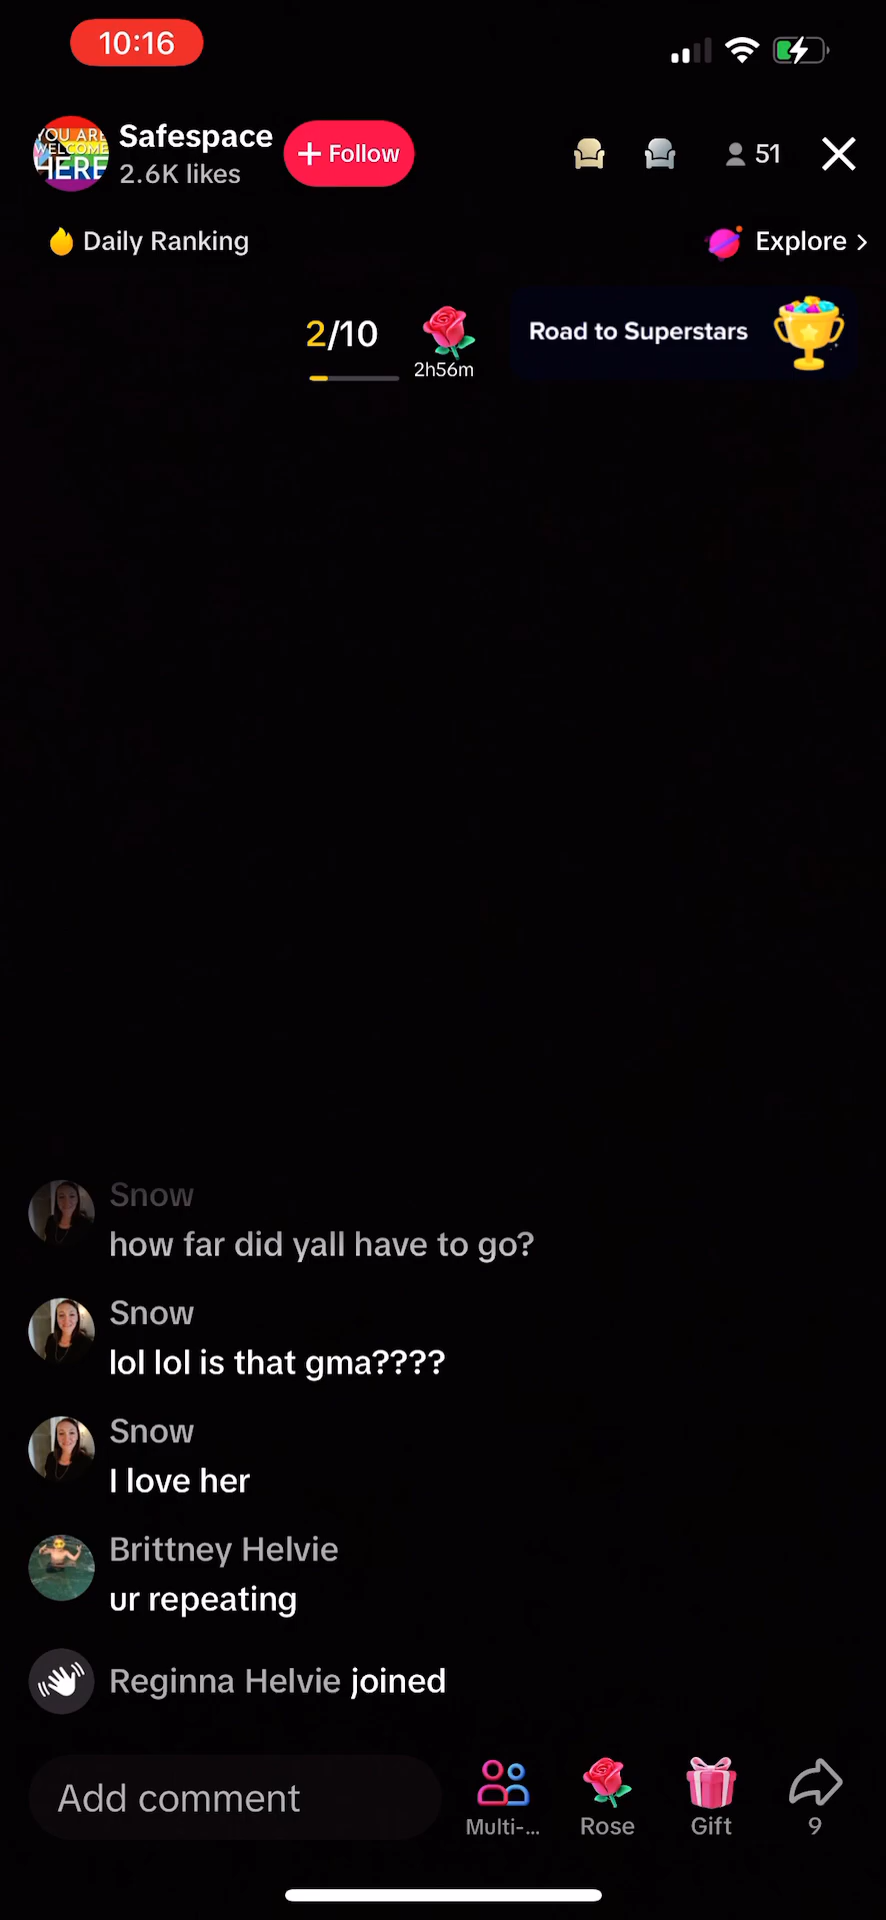 10:16
YOU ARE
WELCOME
HERE
Safespace
2.6K likes
+ Follow
51
Daily Ranking
Explore >
2/10
2h56m
Road to Superstars
Snow
how far did yall have to go?
Snow
lol lol is that gma????
Snow
I love her
Brittney Helvie
ur repeating
Reginna Helvie joined
Add comment
Multi-...
Rose
Gift
9